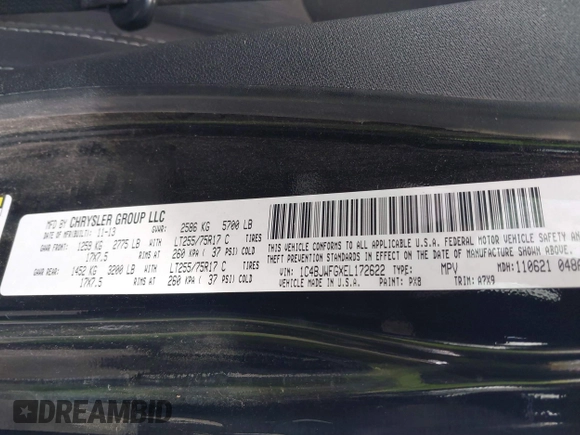 MFD BY CHRYSLER GROUP LLC
DATE OF MFR/BUILT: 11-13 GVWR: 2586 KG 5700 LB
GAWR FRONT: 1259 KG 2775 LB WITH LT255/75R17 C TIRES
17X7.5 RIMS AT 260 KPA ( 37 PSI) COLD
GAWR REAR: 1452 KG 3200 LB WITH LT255/75R17 C TIRES
17X7.5 RIMS AT 260 KPA ( 37 PSI) COLD
THIS VEHICLE CONFORMS TO ALL APPLICABLE U.S.A. FEDERAL MOTOR VEHICLE SAFETY AN
THEFT PREVENTION STANDARDS IN EFFECT ON THE DATE OF MANUFACTURE SHOWN
VIN: 1C4BJWFGXEL172622 TYPE: MPV MDH: 110621 048
VEHICLE MADE IN U.S.A. PAINT: PX8 TRIM: A7X9
DREAMBID